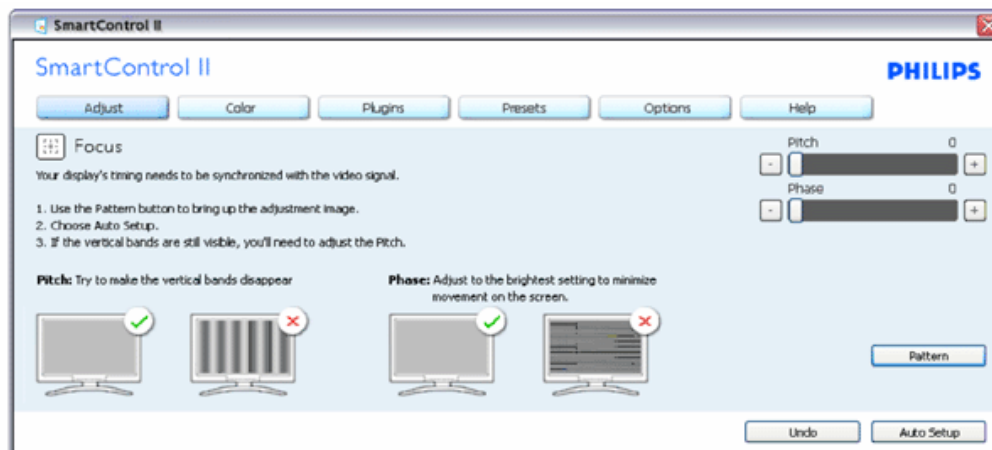 SmartControl II
SmartControl II
PHILIPS
Adjust Color Plugins Presets Options Help
Focus
Your display's timing needs to be synchronized with the video signal.
1. Use the Pattern button to bring up the adjustment image.
2. Choose Auto Setup.
3. If the vertical bands are still visible, you'll need to adjust the Pitch.
Pitch 0
- +
Phase 0
- +
Pitch: Try to make the vertical bands disappear
Phase: Adjust to the brightest setting to minimize
movement on the screen.
Pattern
Undo Auto Setup